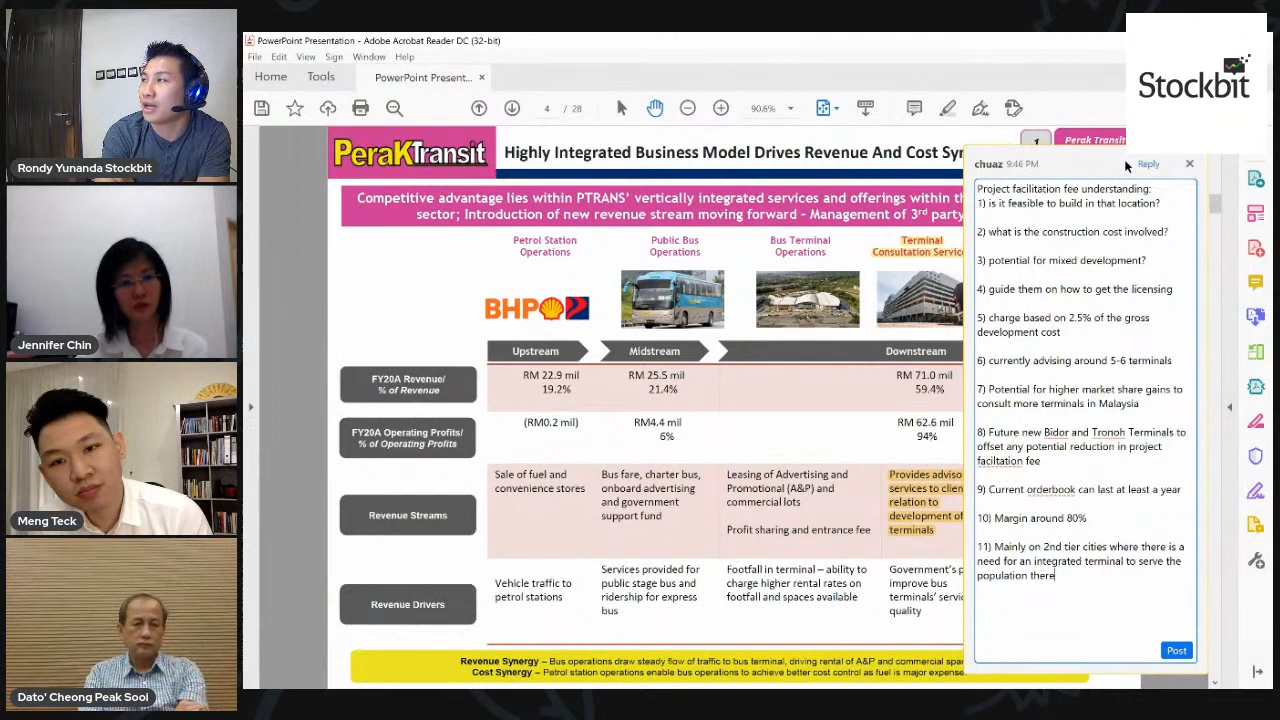 Rondy Yunanda Stockbit
Jennifer Chin
Meng Teck
Dato' Cheong Peak Sooi
PowerPoint Presentation - Adobe Acrobat Reader DC (32-bit)
File Edit View Sign Window Help
Home Tools PowerPoint Present... ×
4 / 28 90.6%
Stockbit
PeraKTransit
Highly Integrated Business Model Drives Revenue And Cost Syn
1
Perak Transit
Competitive advantage lies within PTRANS' vertically integrated services and offerings within th
sector; Introduction of new revenue stream moving forward - Management of 3rd party
Petrol Station
Operations
Public Bus
Operations
Bus Terminal
Operations
Terminal
Consultation Service
BHP
Upstream
Midstream
Downstream
FY20A Revenue/
% of Revenue
RM 22.9 mil
19.2%
RM 25.5 mil
21.4%
RM 71.0 mil
59.4%
FY20A Operating Profits/
% of Operating Profits
(RM0.2 mil)
RM4.4 mil
6%
RM 62.6 mil
94%
Revenue Streams
Sale of fuel and
convenience stores
Bus fare, charter bus,
onboard advertising
and government
support fund
Leasing of Advertising and
Promotional (A&P) and
commercial lots
Profit sharing and entrance fee
Provides adviso
services to clien
relation to
development of
terminals
Revenue Drivers
Vehicle traffic to
petrol stations
Services provided for
public stage bus and
ridership for express
bus
Footfall in terminal – ability to
charge higher rental rates on
footfall and spaces available
Government's p
improve bus
terminals' servic
quality
Revenue Synergy – Bus operations draw steady flow of traffic to bus terminal, driving rental of A&P and commercial spac
Cost Synergy – Petrol station operations enable bus operations to achieve better cost control as fuel is major expense
chuaz 9:46 PM Reply ×
Project facilitation fee understanding:
1) is it feasible to build in that location?
2) what is the construction cost involved?
3) potential for mixed development?
4) guide them on how to get the licensing
5) charge based on 2.5% of the gross
development cost
6) currently advising around 5-6 terminals
7) Potential for higher market share gains to
consult more terminals in Malaysia
8) Future new Bidor and Tronoh Terminals to
offset any potential reduction in project
faciltation fee
9) Current orderbook can last at least a year
10) Margin around 80%
11) Mainly on 2nd tier cities where there is a
need for an integrated terminal to serve the
population there
Post